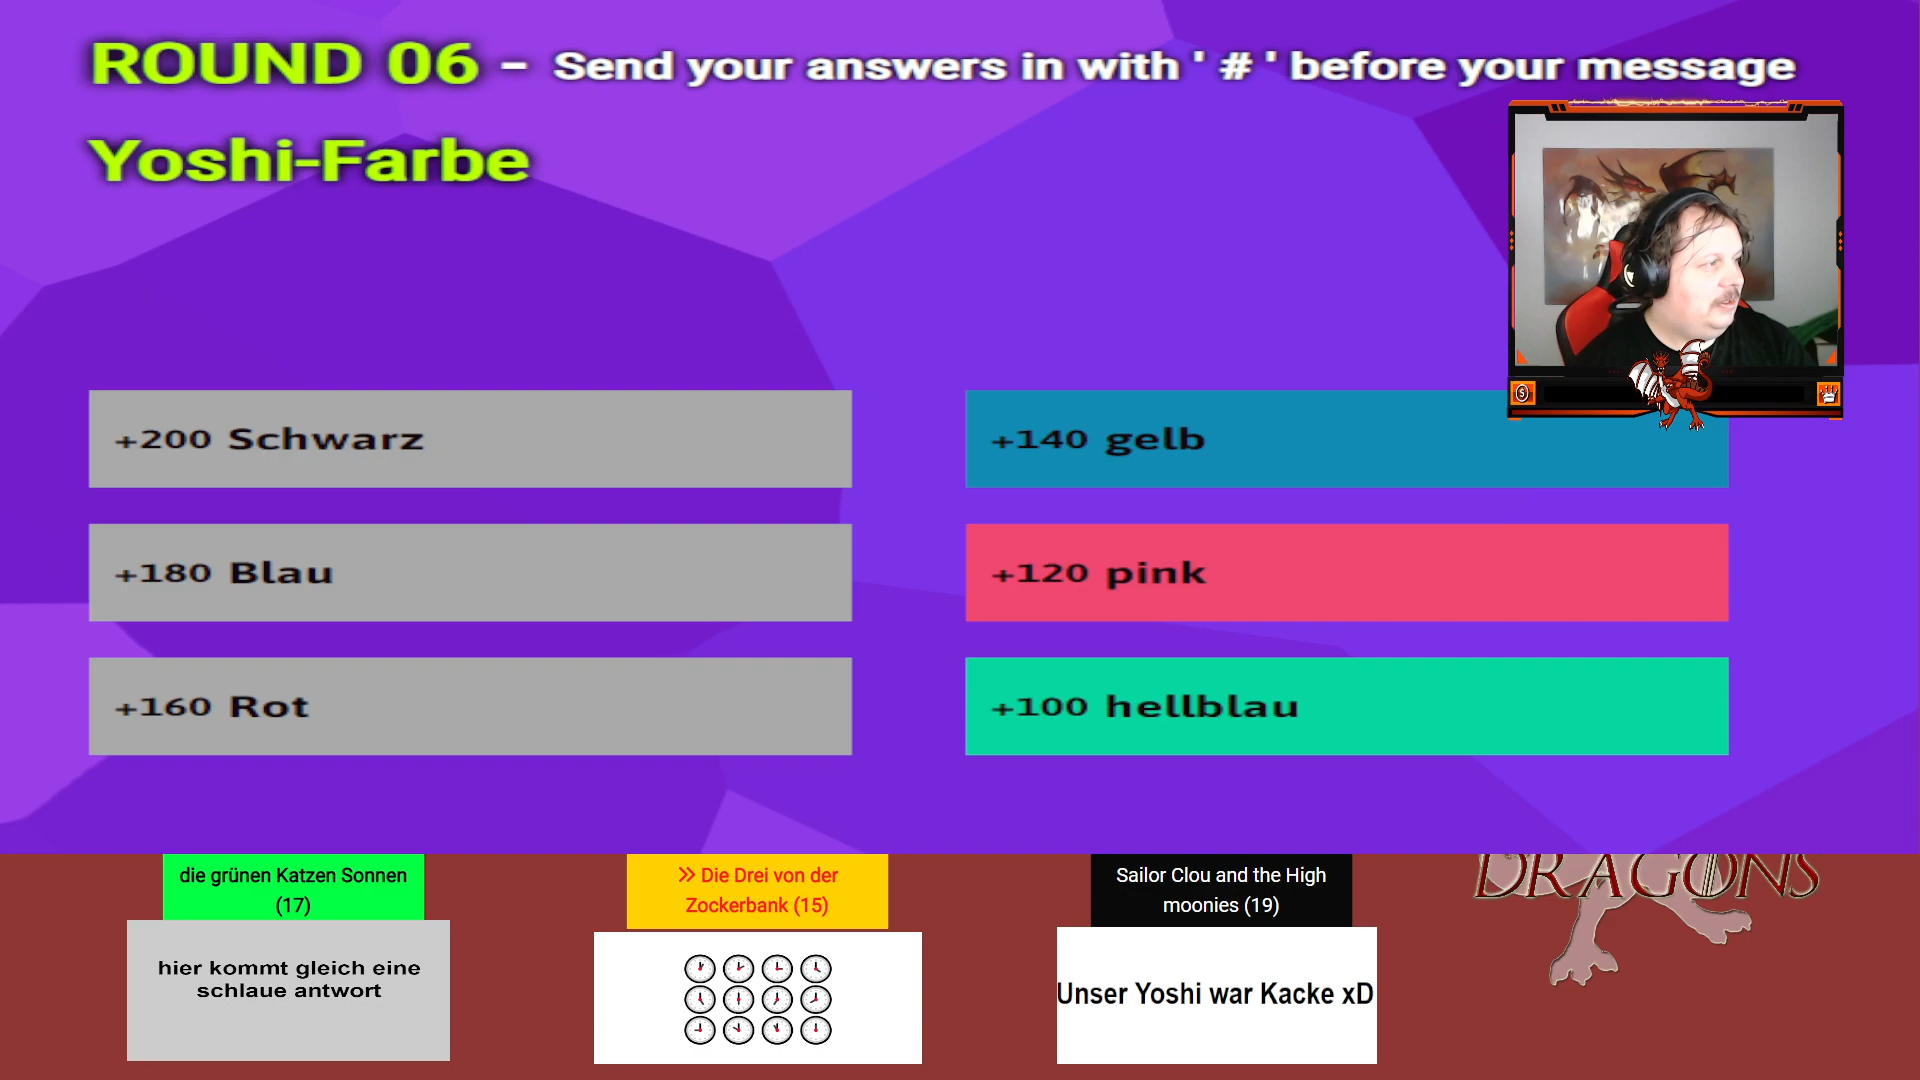 ROUND 06 - Send your answers in with ' # ' before your message
Yoshi-Farbe
+200 Schwarz
+140 gelb
+180 Blau
+120 pink
+160 Rot
+100 hellblau
die grünen Katzen Sonnen
(17)
hier kommt gleich eine
schlaue antwort
>> Die Drei von der
Zockerbank (15)
Sailor Clou and the High
moonies (19)
Unser Yoshi war Kacke xD
DRAGONS